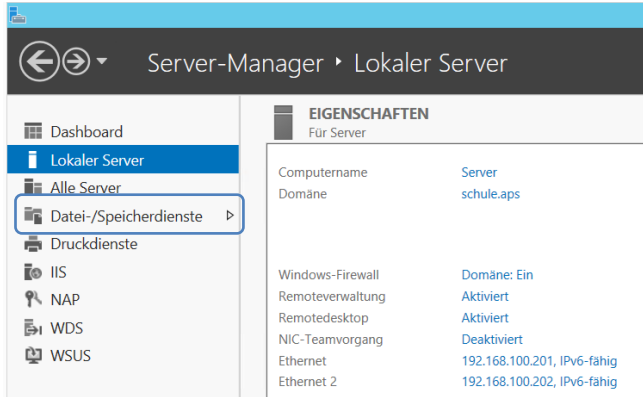 Server-Manager ‣ Lokaler Server
Dashboard
Lokaler Server
Alle Server
Datei-/Speicherdienste
Druckdienste
IIS
NAP
WDS
WSUS
EIGENSCHAFTEN
Für Server
Computername Server
Domäne schule.aps
Windows-Firewall Domäne: Ein
Remoteverwaltung Aktiviert
Remotedesktop Aktiviert
NIC-Teamvorgang Deaktiviert
Ethernet 192.168.100.201, IPv6-fähig
Ethernet 2 192.168.100.202, IPv6-fähig